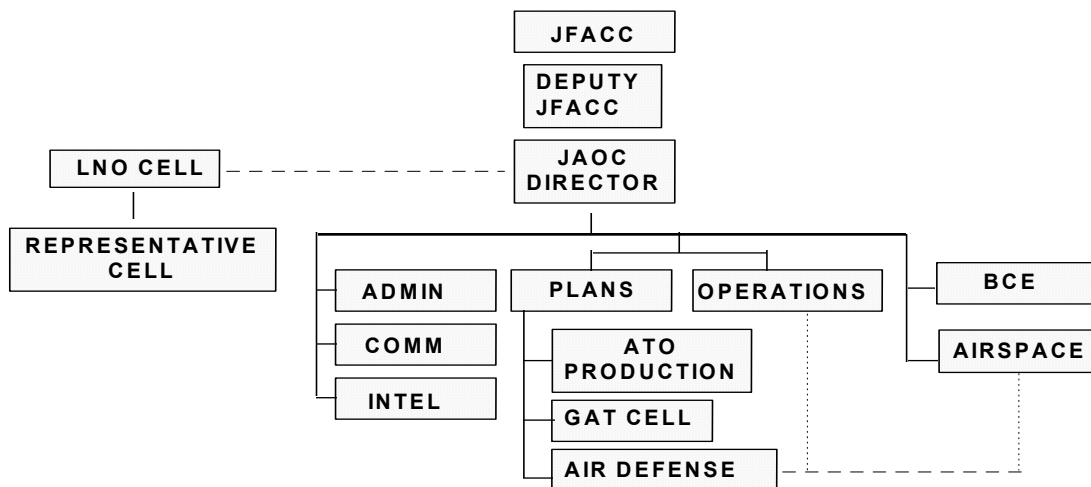 JFACC
DEPUTY
JFACC
LNO CELL
JAOC
DIRECTOR
REPRESENTATIVE
CELL
ADMIN
PLANS
OPERATIONS
BCE
COMM
ATO
PRODUCTION
AIRSPACE
INTEL
GAT CELL
AIR DEFENSE